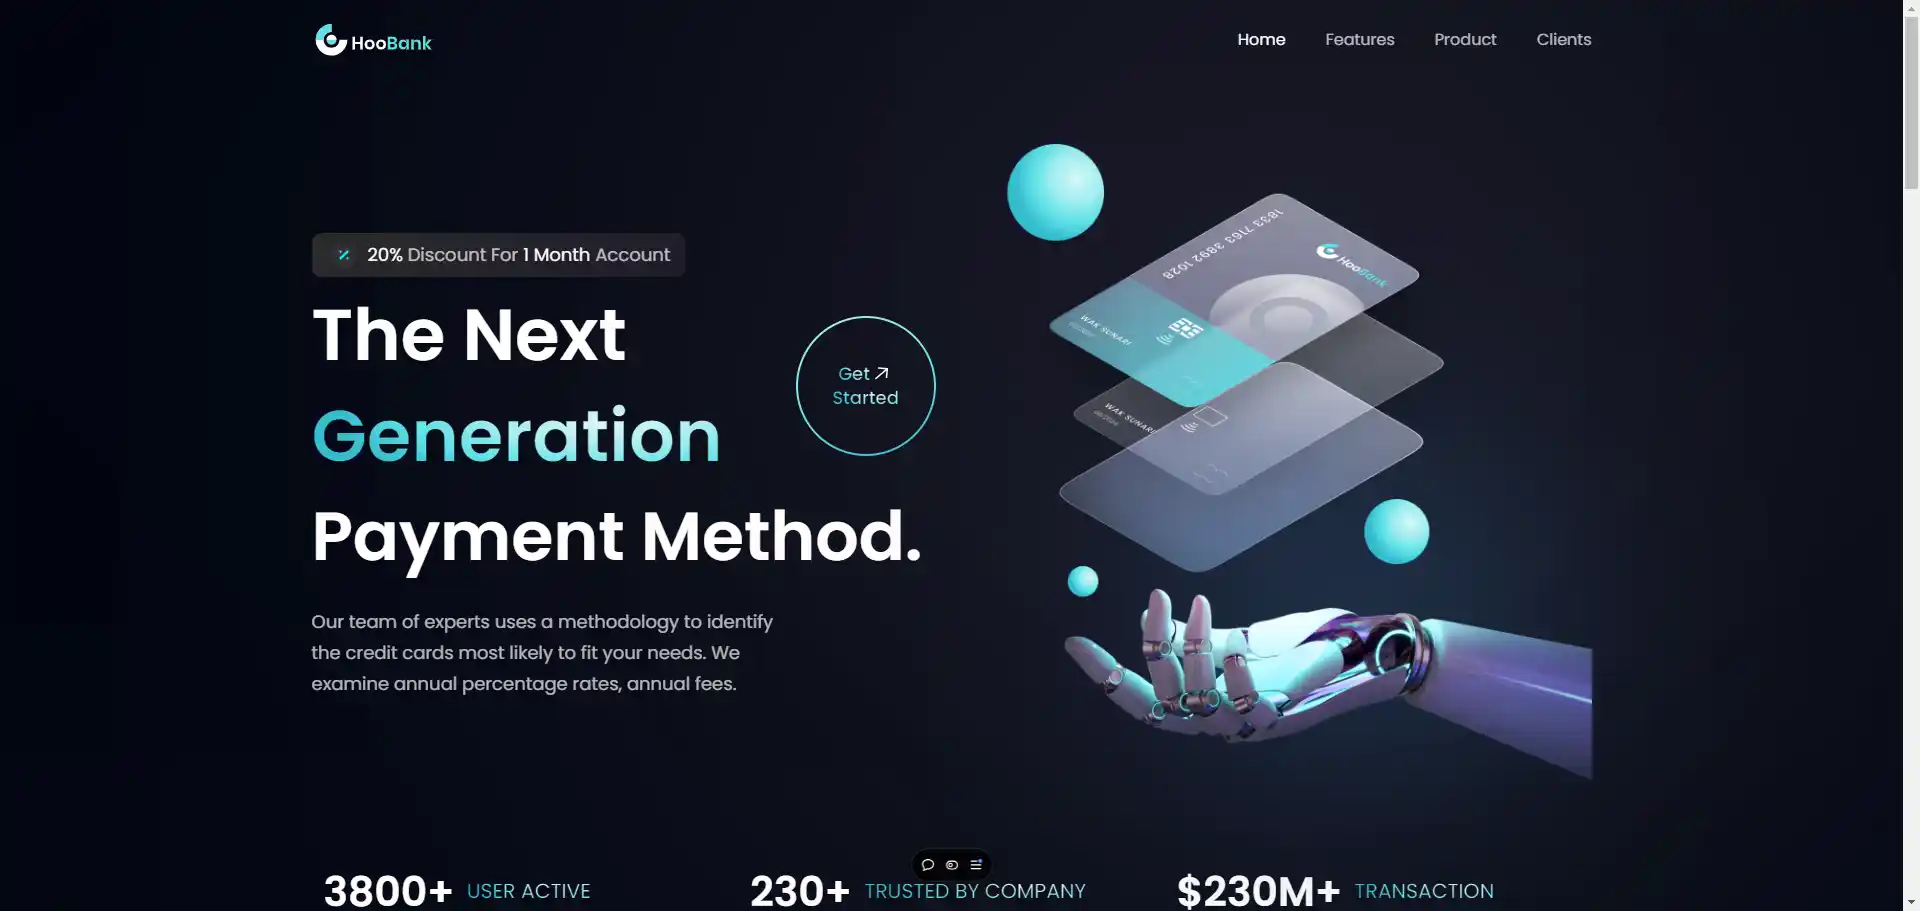 HooBank
Home
Features
Product
Clients
20% Discount For 1 Month Account
The Next
Generation
Payment Method.
Get
Started
Our team of experts uses a methodology to identify
the credit cards most likely to fit your needs. We
examine annual percentage rates, annual fees.
1833 7163 3892 1028
HooBank
WAK SUNARI
WAK SUNARI
3800+ USER ACTIVE
230+ TRUSTED BY COMPANY
$230M+ TRANSACTION